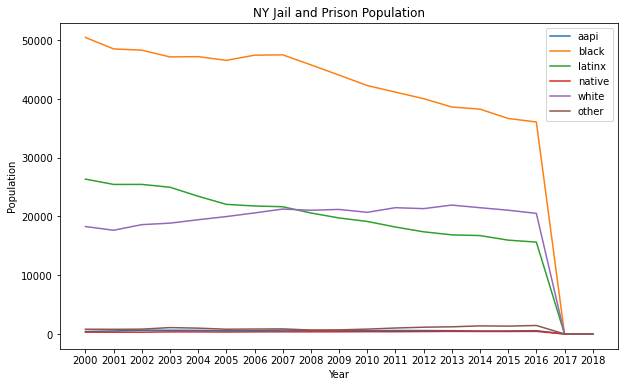 NY Jail and Prison Population
aapi
black
latinx
native
white
other
50000
40000
30000
20000
10000
0
Population
2000 2001 2002 2003 2004 2005 2006 2007 2008 2009 2010 2011 2012 2013 2014 2015 2016 2017 2018
Year